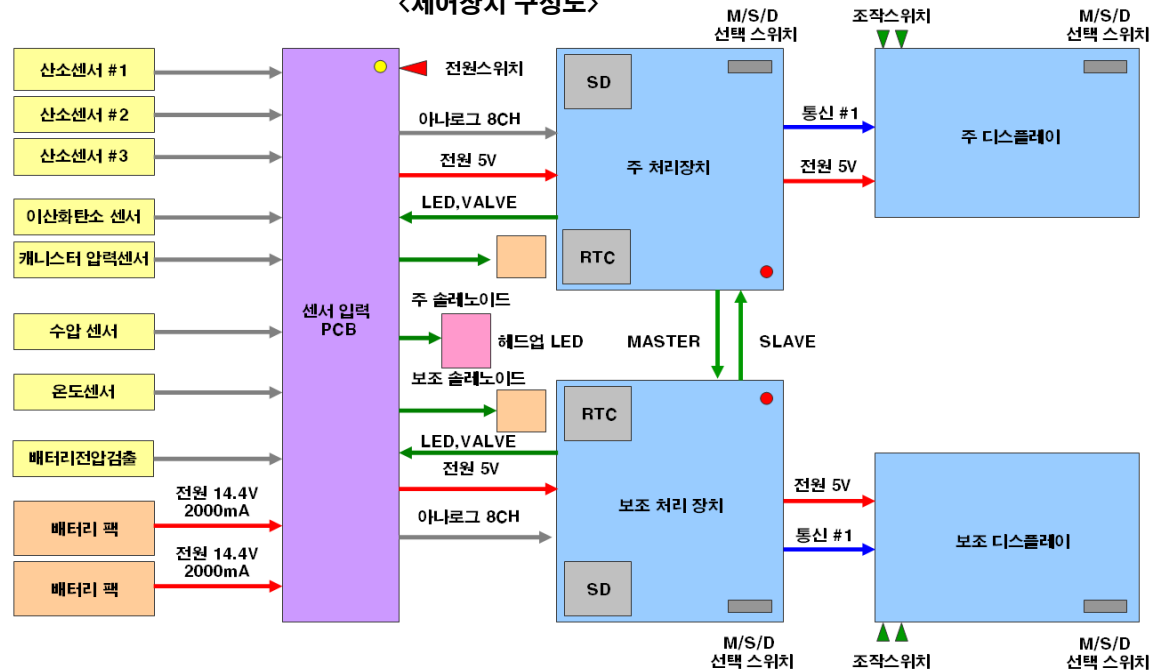 <제어장치 구성도>
M/S/D
선택 스위치
조작스위치
M/S/D
선택 스위치
산소센서 #1
산소센서 #2
산소센서 #3
이산화탄소 센서
캐니스터 압력센서
수압 센서
온도센서
배터리전압검출
배터리 팩
배터리 팩
전원 14.4V
2000mA
전원 14.4V
2000mA
센서 입력
PCB
전원스위치
아나로그 8CH
전원 5V
LED,VALVE
주 솔레노이드
헤드업 LED
보조 솔레노이드
LED,VALVE
전원 5V
아나로그 8CH
SD
주 처리장치
RTC
MASTER
SLAVE
RTC
보조 처리 장치
SD
통신 #1
전원 5V
주 디스플레이
전원 5V
통신 #1
보조 디스플레이
M/S/D
선택 스위치
조작스위치
M/S/D
선택 스위치